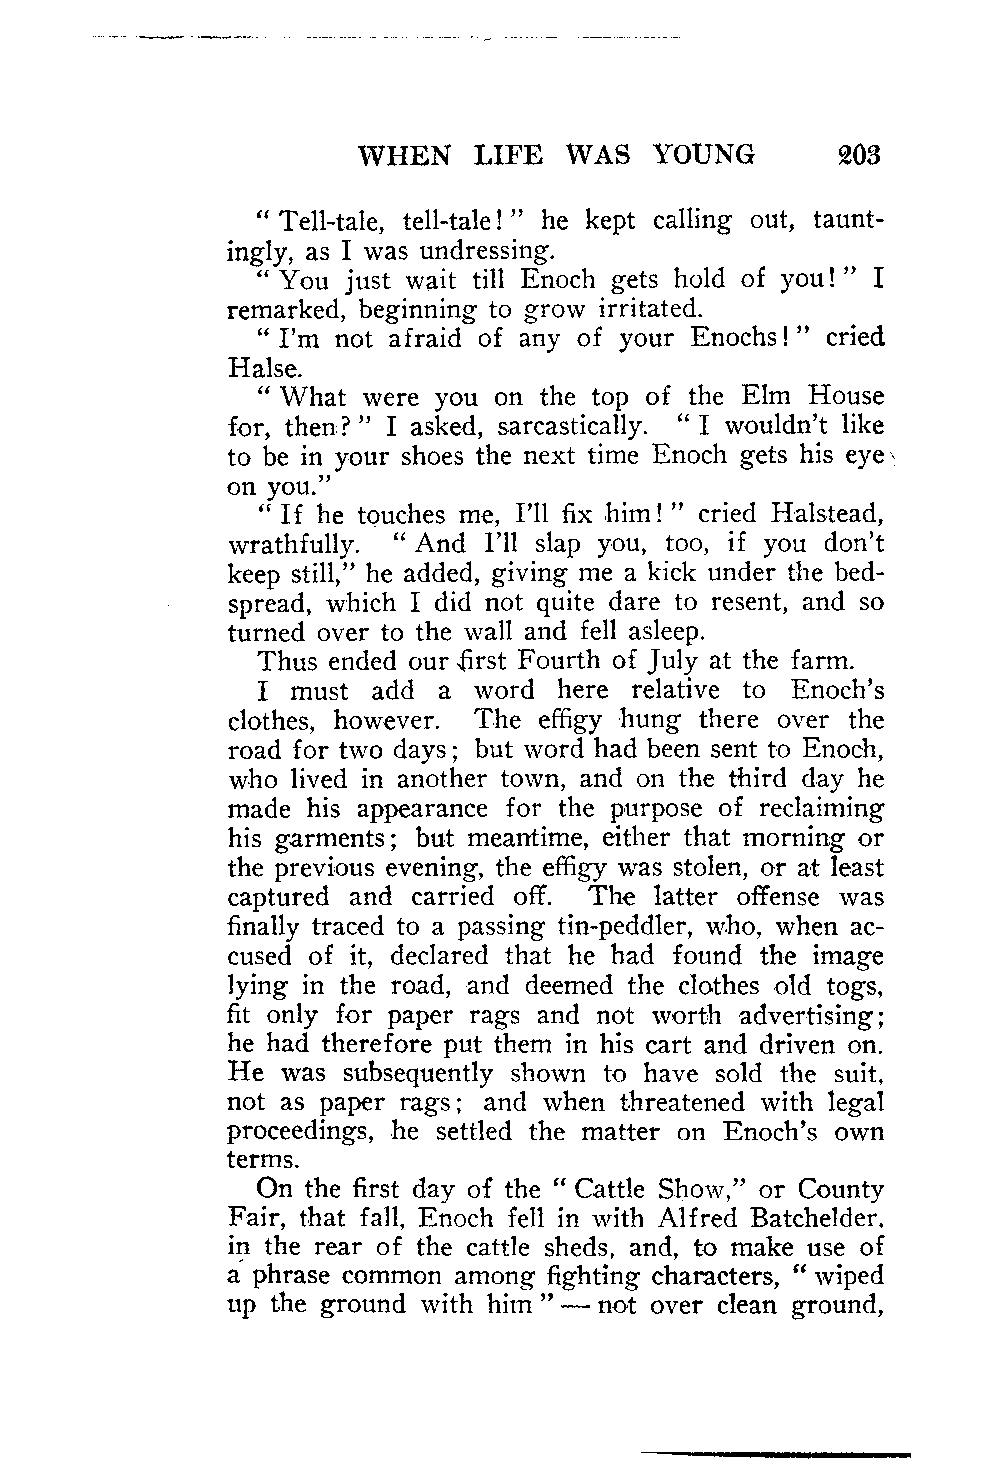 WHEN LIFE WAS YOUNG 203
"Tell-tale, tell-tale!" he kept calling out, taunt-
ingly, as I was undressing.
"You just wait till Enoch gets hold of you!" I
remarked, beginning to grow irritated.
"I'm not afraid of any of your Enochs!" cried
Halse.
"What were you on the top of the Elm House
for, then?" I asked, sarcastically. "I wouldn't like
to be in your shoes the next time Enoch gets his eye
on you."
"If he touches me, I'll fix him!" cried Halstead,
wrathfully. "And I'll slap you, too, if you don't
keep still," he added, giving me a kick under the bed-
spread, which I did not quite dare to resent, and so
turned over to the wall and fell asleep.
Thus ended our first Fourth of July at the farm.
I must add a word here relative to Enoch's
clothes, however. The effigy hung there over the
road for two days; but word had been sent to Enoch,
who lived in another town, and on the third day he
made his appearance for the purpose of reclaiming
his garments; but meantime, either that morning or
the previous evening, the effigy was stolen, or at least
captured and carried off. The latter offense was
finally traced to a passing tin-peddler, who, when ac-
cused of it, declared that he had found the image
lying in the road, and deemed the clothes old togs,
fit only for paper rags and not worth advertising;
he had therefore put them in his cart and driven on.
He was subsequently shown to have sold the suit,
not as paper rags; and when threatened with legal
proceedings, he settled the matter on Enoch's own
terms.
On the first day of the "Cattle Show," or County
Fair, that fall, Enoch fell in with Alfred Batchelder.
in the rear of the cattle sheds, and, to make use of
a phrase common among fighting characters, "wiped
up the ground with him"—not over clean ground,